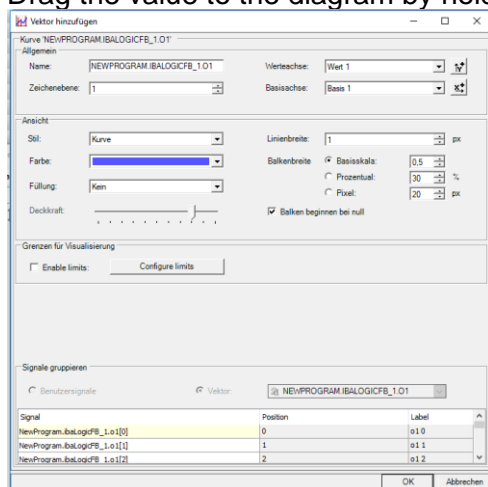 Drag the value to the diagram by
Vektor hinzufügen
Kurve 'NEWPROGRAM.IBALOGICFB_1.O1'
Allgemein
Name: NEWPROGRAM.IBALOGICFB_1.O1 Werteachse: Wert 1
Zeichenebene: 1 Basisachse: Basis 1
Ansicht
Stil: Kurve Linienbreite: 1 px
Farbe: Balkenbreite Basisskala: 0,5
Prozentual: 30 %
Füllung: Kein Pixel: 20 px
Deckkraft: Balken beginnen bei null
Grenzen für Visualisierung
Enable limits: Configure limits
Signale gruppieren
Benutzersignale Vektor: NEWPROGRAM.IBALOGICFB_1.O1
Signal Position Label
NewProgram.ibaLogicFB_1.o1[0] 0 o1 0
NewProgram.ibaLogicFB_1.o1[1] 1 o1 1
NewProgram.ibaLogicFB_1.o1[2] 2 o1 2
OK Abbrechen